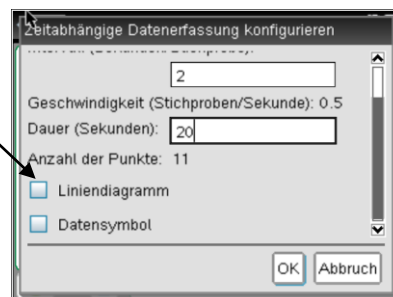 Zeitabhängige Datenerfassung konfigurieren
2
Geschwindigkeit (Stichproben/Sekunde): 0.5
Dauer (Sekunden): 20
Anzahl der Punkte: 11
Liniendiagramm
Datensymbol
OK Abbruch